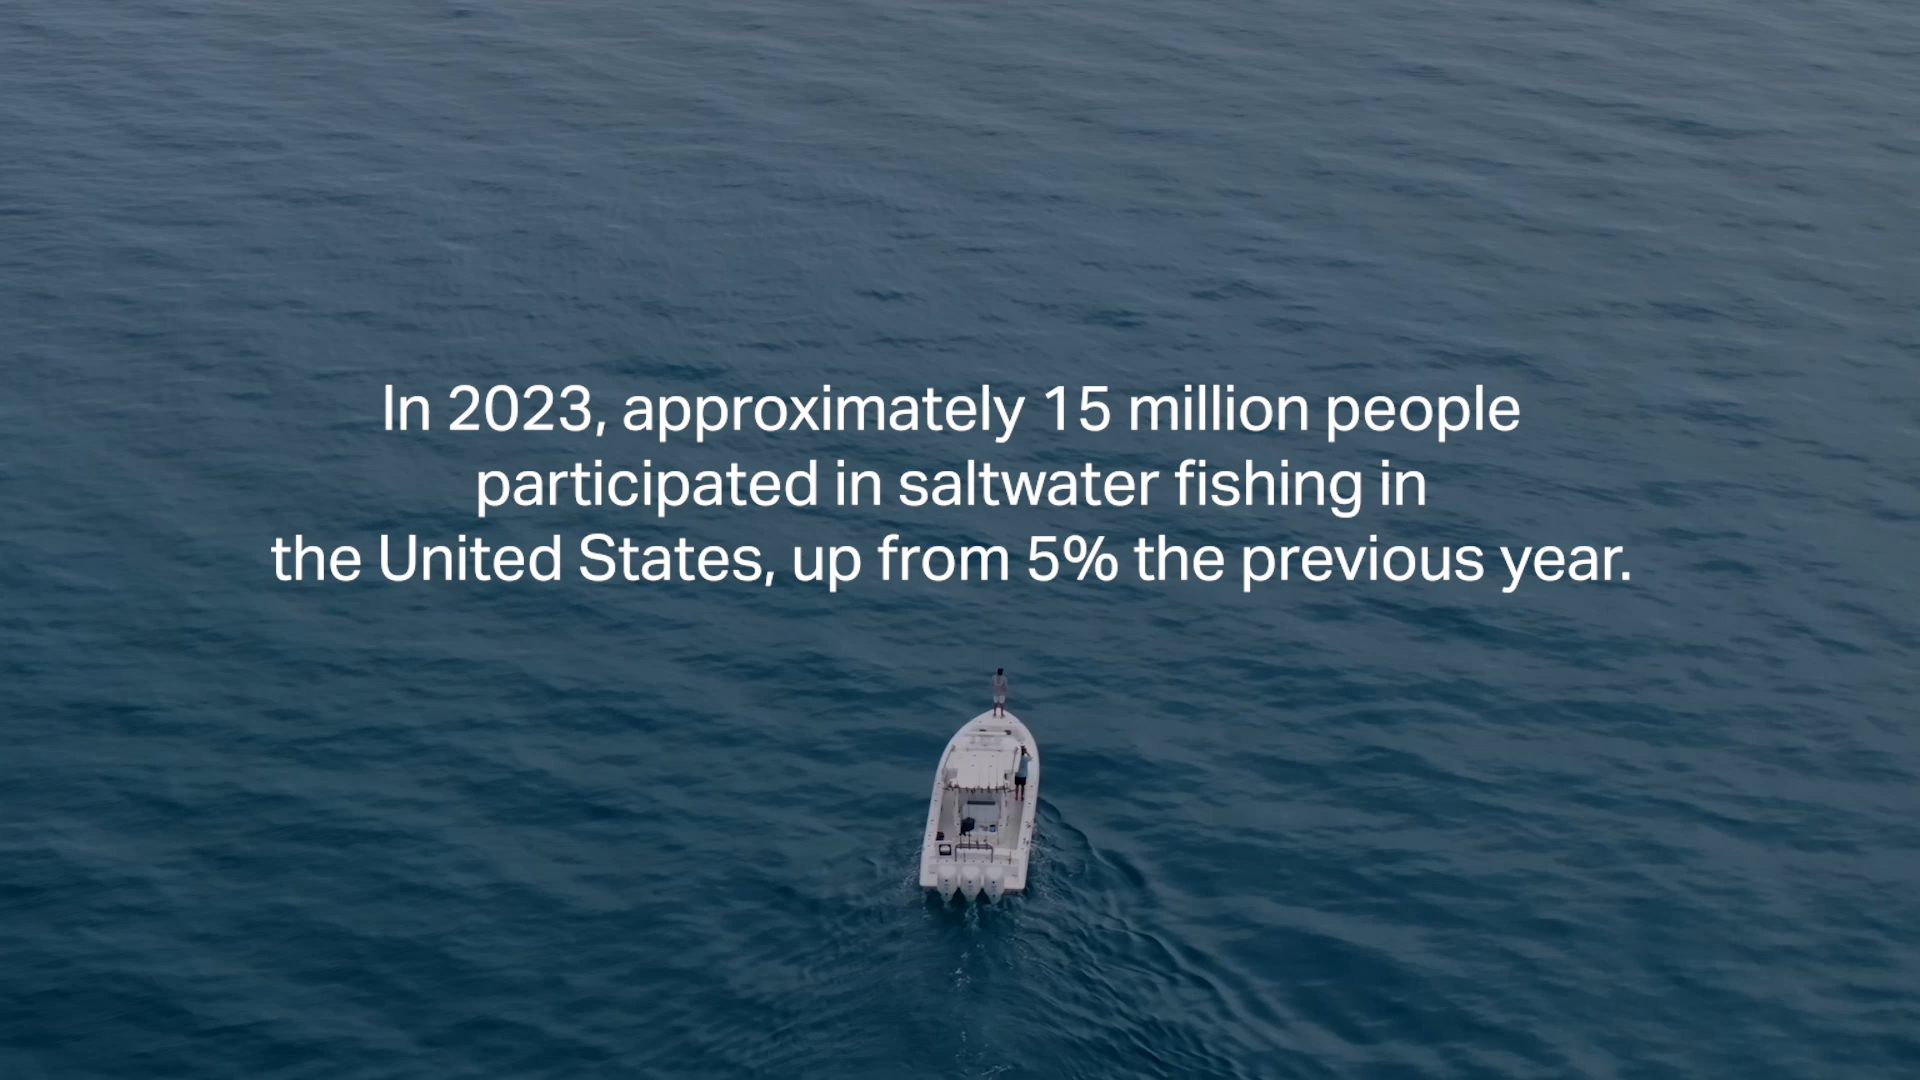 In 2023, approximately 15 million people
participated in saltwater fishing in
the United States, up from 5% the previous year.